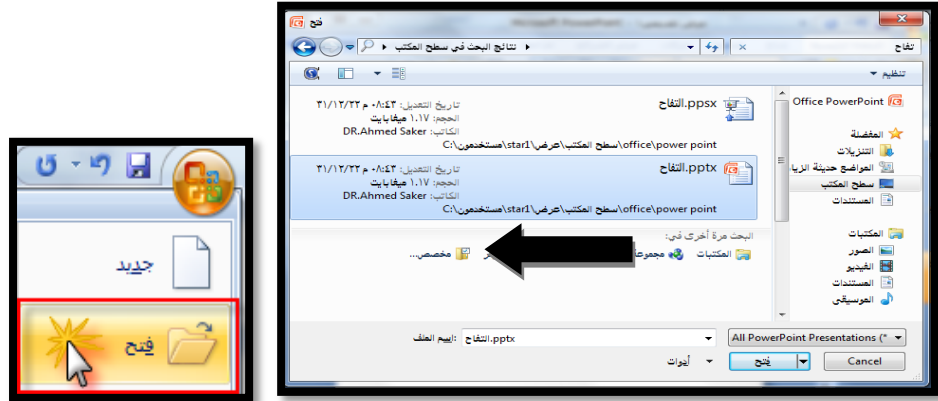 جديد
فتح
فتح
نتائج البحث في سطح المكتب
تفاح
تنظيم
Office PowerPoint
المفضلة
التنزيلات
المواضع حديثة الزيا
سطح المكتب
المستندات
المكتبات
الصور
الفيديو
المستندات
الموسيقى
التفاح.ppsx
تاريخ التعديل: ٠٨:٤٣ م ٣١/١٢/٢٢
الحجم: ١.١٧ ميغابايت
الكاتب: DR.Ahmed Saker
C:\مستخدمون\star1\سطح المكتب\عرض\office\power point
التفاح.pptx
تاريخ التعديل: ٠٨:٤٣ م ٣١/١٢/٢٢
الحجم: ١.١٧ ميغابايت
الكاتب: DR.Ahmed Saker
C:\مستخدمون\star1\سطح المكتب\عرض\office\power point
البحث مرة أخرى في:
المكتبات مجموعة مخصص...
اسم الملف: التفاح.pptx
All PowerPoint Presentations (*
أدوات فتح Cancel